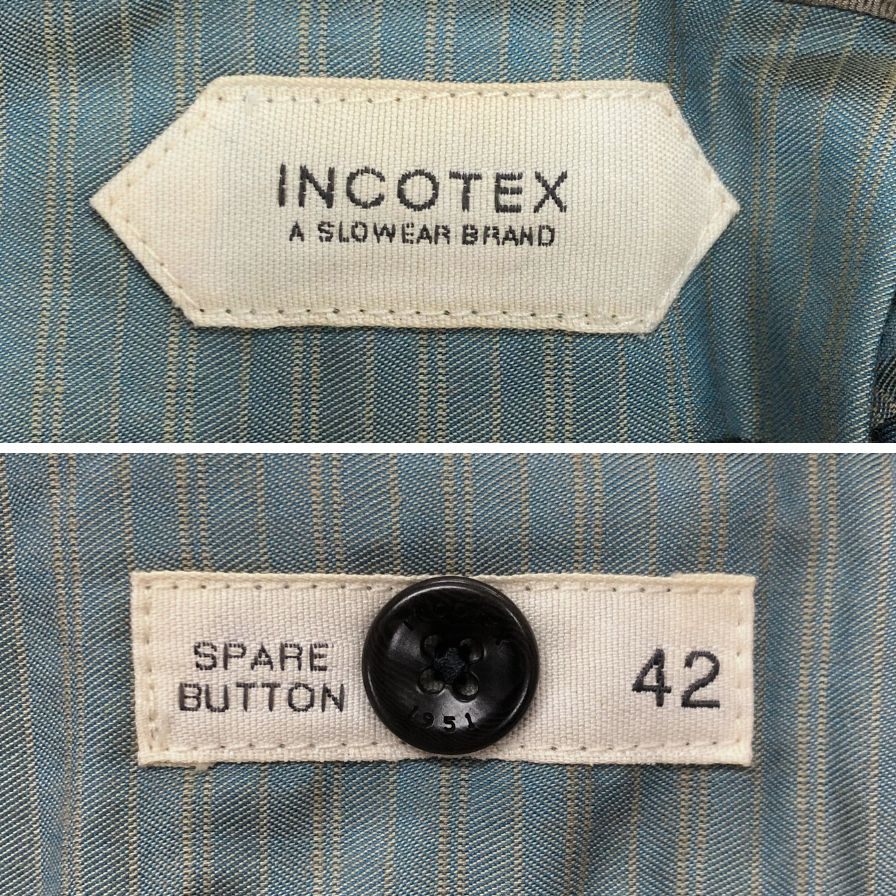 INCOTEX
A SLOWEAR BRAND
SPARE
BUTTON
42
1951